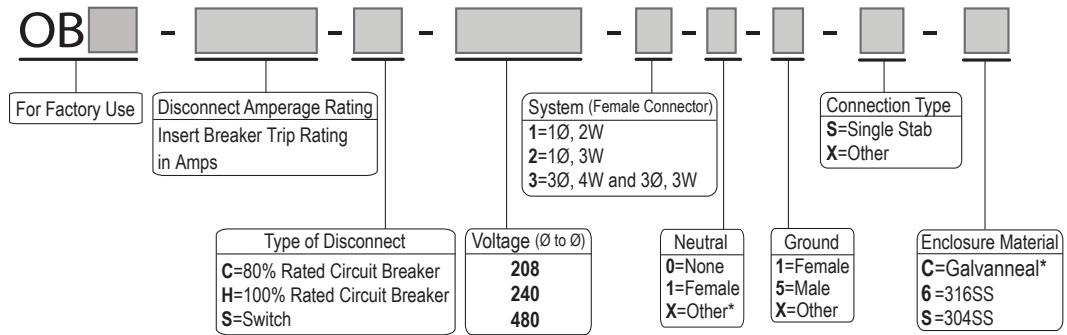 OB - - - - - - - -
For Factory Use
Disconnect Amperage Rating
Insert Breaker Trip Rating
in Amps
System (Female Connector)
1=1Ø, 2W
2=1Ø, 3W
3=3Ø, 4W and 3Ø, 3W
Connection Type
S=Single Stab
X=Other
Type of Disconnect
C=80% Rated Circuit Breaker
H=100% Rated Circuit Breaker
S=Switch
Voltage (Ø to Ø)
208
240
480
Neutral
0=None
1=Female
X=Other*
Ground
1=Female
5=Male
X=Other
Enclosure Material
C=Galvanneal*
6 =316SS
S=304SS